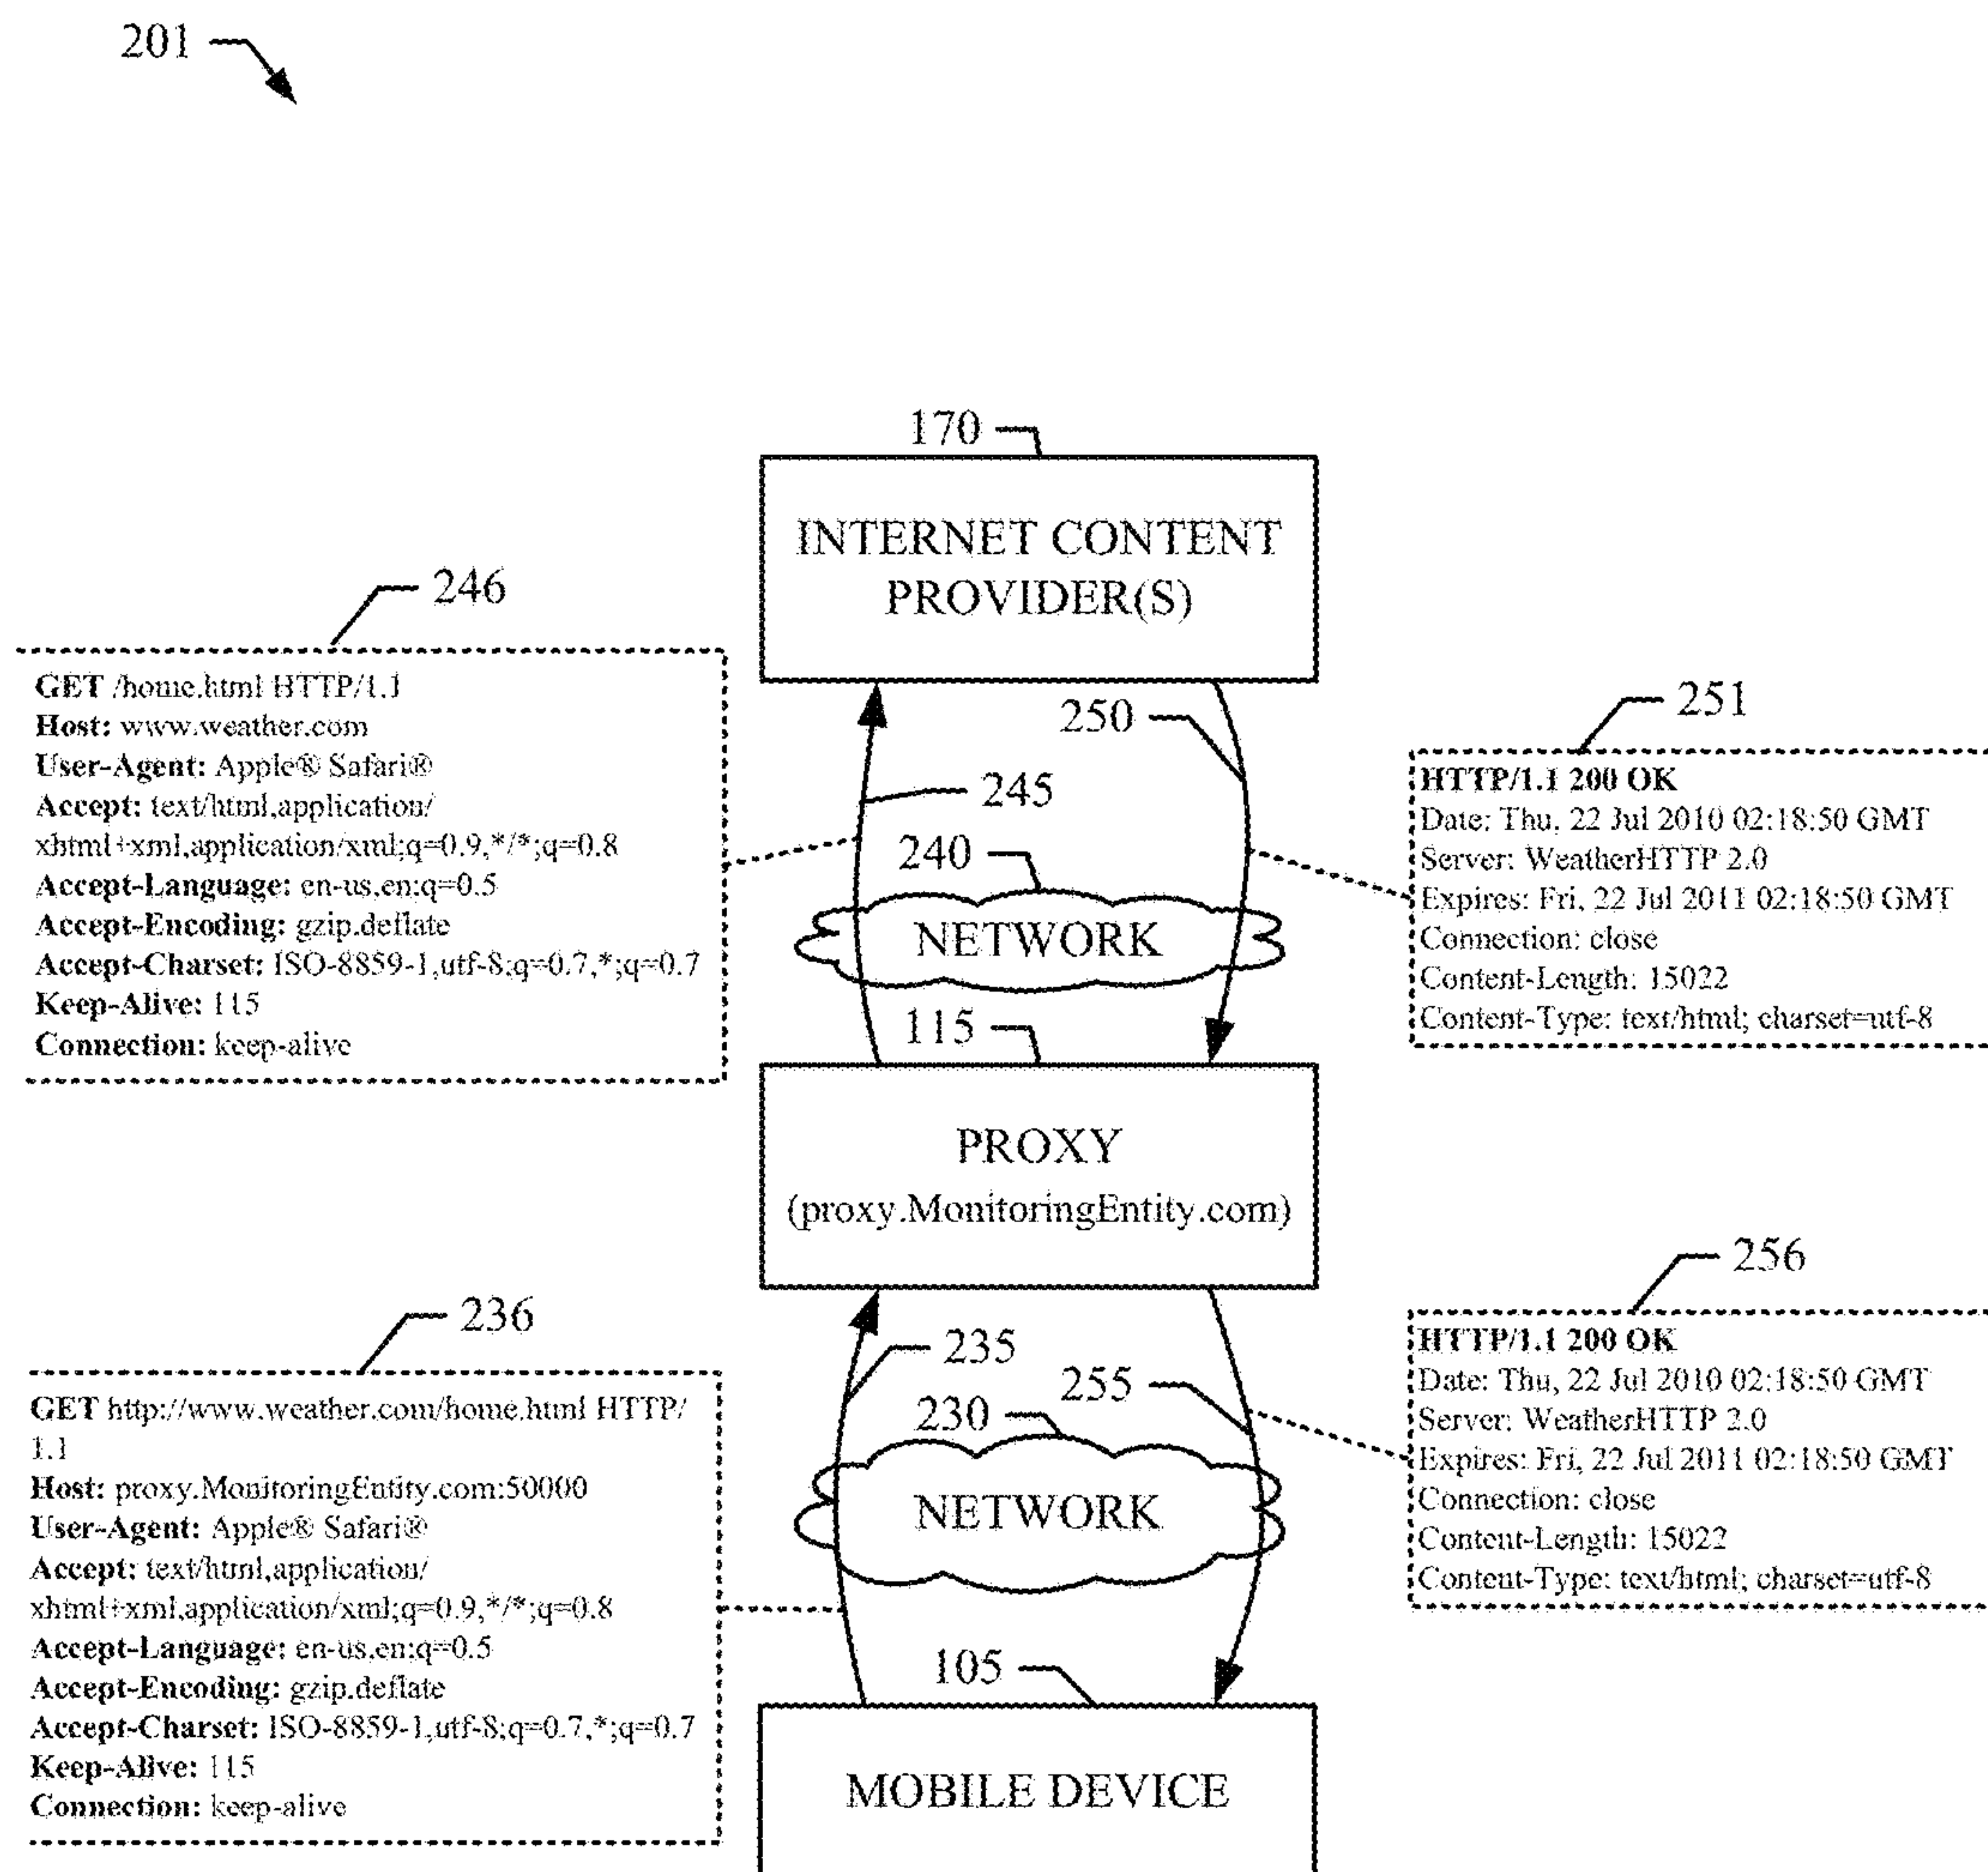 201
170
INTERNET CONTENT
PROVIDER(S)
246
GET /home.html HTTP/1.1
Host: www.weather.com
User-Agent: Apple® Safari®
Accept: text/html,application/
xhtml+xml,application/xml;q=0.9,*/*;q=0.8
Accept-Language: en-us,en;q=0.5
Accept-Encoding: gzip.deflate
Accept-Charset: ISO-8859-1,utf-8;q=0.7,*;q=0.7
Keep-Alive: 115
Connection: keep-alive
250
245
240
NETWORK
251
HTTP/1.1 200 OK
Date: Thu, 22 Jul 2010 02:18:50 GMT
Server: WeatherHTTP 2.0
Expires: Fri, 22 Jul 2011 02:18:50 GMT
Connection: close
Content-Length: 15022
Content-Type: text/html; charset=utf-8
115
PROXY
(proxy.MonitoringEntity.com)
236
GET http://www.weather.com/home.html HTTP/
1.1
Host: proxy.MonitoringEntity.com:50000
User-Agent: Apple® Safari®
Accept: text/html,application/
xhtml+xml,application/xml;q=0.9,*/*;q=0.8
Accept-Language: en-us,en;q=0.5
Accept-Encoding: gzip.deflate
Accept-Charset: ISO-8859-1,utf-8;q=0.7,*;q=0.7
Keep-Alive: 115
Connection: keep-alive
235
255
230
NETWORK
256
HTTP/1.1 200 OK
Date: Thu, 22 Jul 2010 02:18:50 GMT
Server: WeatherHTTP 2.0
Expires: Fri, 22 Jul 2011 02:18:50 GMT
Connection: close
Content-Length: 15022
Content-Type: text/html; charset=utf-8
105
MOBILE DEVICE